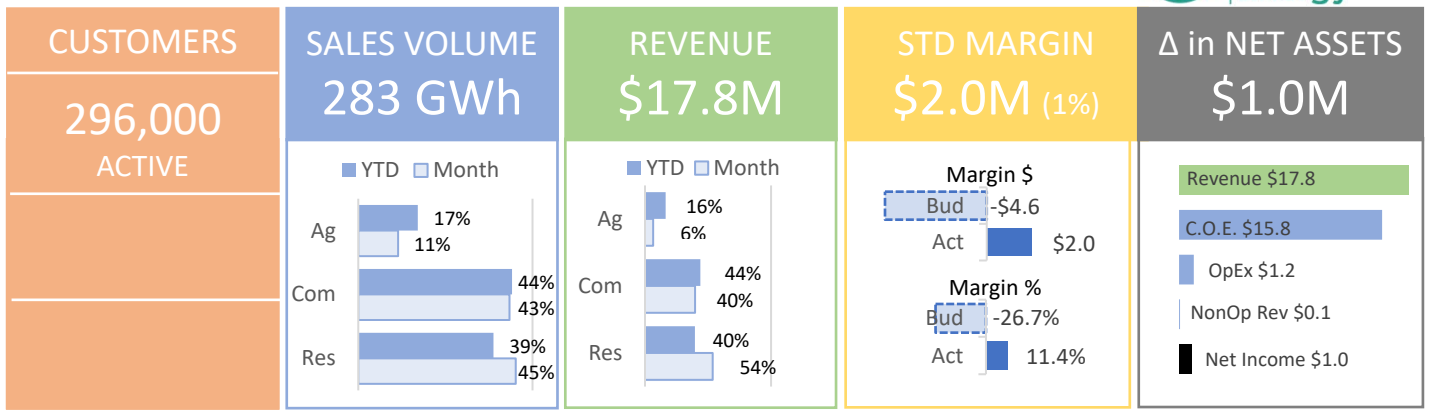 CUSTOMERS
296,000
ACTIVE
SALES VOLUME
283 GWh
YTD Month
Ag 17%
11%
Com 44%
43%
Res 39%
45%
REVENUE
$17.8M
YTD Month
Ag 16%
6%
Com 44%
40%
Res 40%
54%
STD MARGIN
$2.0M (1%)
Margin $
Bud -$4.6
Act $2.0
Margin %
Bud -26.7%
Act 11.4%
Δ in NET ASSETS
$1.0M
Revenue $17.8
C.O.E. $15.8
OpEx $1.2
NonOp Rev $0.1
Net Income $1.0